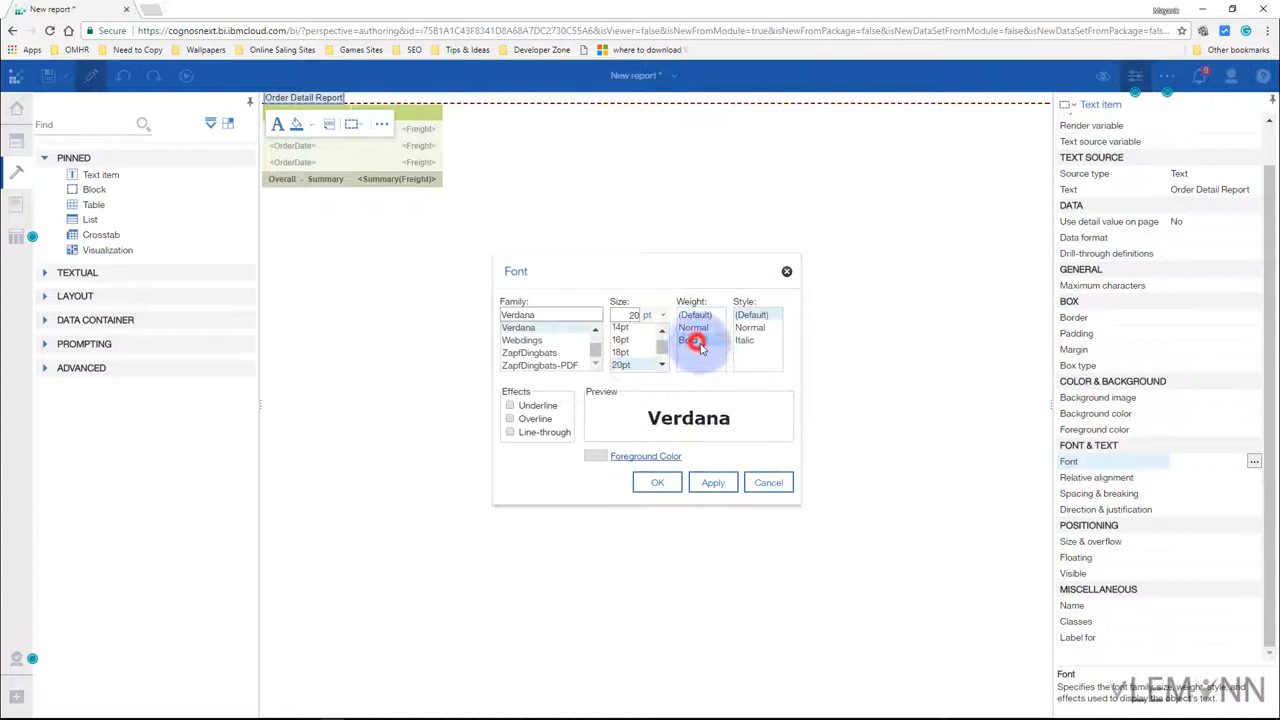 New report *
Mayank
Secure
https://cognosnext.bi.ibmcloud.com/bi/?perspective=authoring&id=i75B1A1C43F8341D8A68AF3BDE1C30C55A6&isViewer=false&isNewFromModule=true&isNewFromPackage=false&isNewDataSetFromModule=false&isNewDataSetFromPackage=fals...
Apps
OMHR
Need to Copy
Wallpapers
Online Saling Sites
Games Sites
SEO
Tips & Ideas
Developer Zone
where to download
Other bookmarks
New report *
9
Find
PINNED
Text item
Block
Table
List
Crosstab
Visualization
TEXTUAL
LAYOUT
DATA CONTAINER
PROMPTING
ADVANCED
Order Detail Report
<Freight>
<OrderDate> <Freight>
<OrderDate> <Freight>
Overall - Summary <Summary(Freight)>
Font
Family: Size: Weight: Style:
Verdana 20 pt (Default) (Default)
Verdana 14pt Normal Normal
Webdings 16pt Bold Italic
ZapfDingbats 18pt
ZapfDingbats-PDF 20pt
Effects Preview
Underline
Overline
Line-through
Verdana
Foreground Color
OK Apply Cancel
Text item
Render variable
Text source variable
TEXT SOURCE
Source type Text
Text Order Detail Report
DATA
Use detail value on page No
Data format
Drill-through definitions
GENERAL
Maximum characters
BOX
Border
Padding
Margin
Box type
COLOR & BACKGROUND
Background image
Background color
Foreground color
FONT & TEXT
Font
Relative alignment
Spacing & breaking
Direction & justification
POSITIONING
Size & overflow
Floating
Visible
MISCELLANEOUS
Name
Classes
Label for
Font
Specifies the font family, size, weight, style, and
effects used to display the object's text.